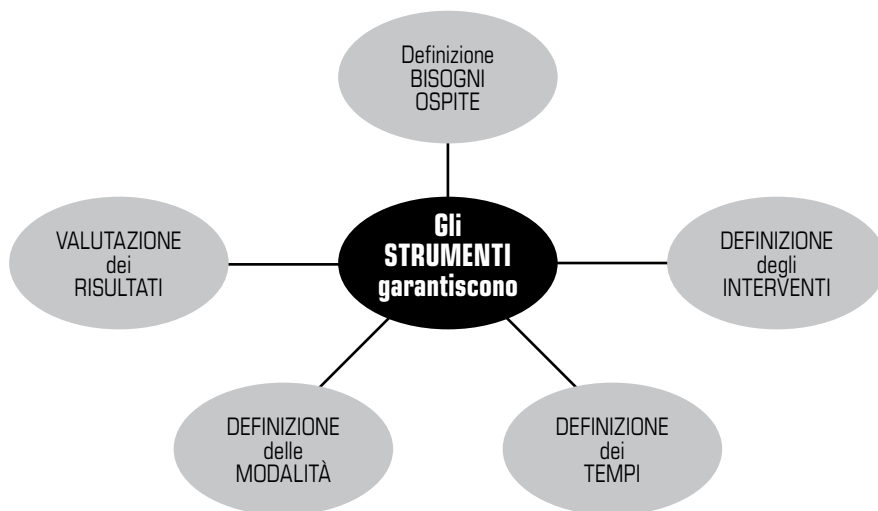 Definizione
BISOGNI
OSPITE
Gli
STRUMENTI
garantiscono
VALUTAZIONE
dei
RISULTATI
DEFINIZIONE
degli
INTERVENTI
DEFINIZIONE
delle
MODALITÀ
DEFINIZIONE
dei
TEMPI